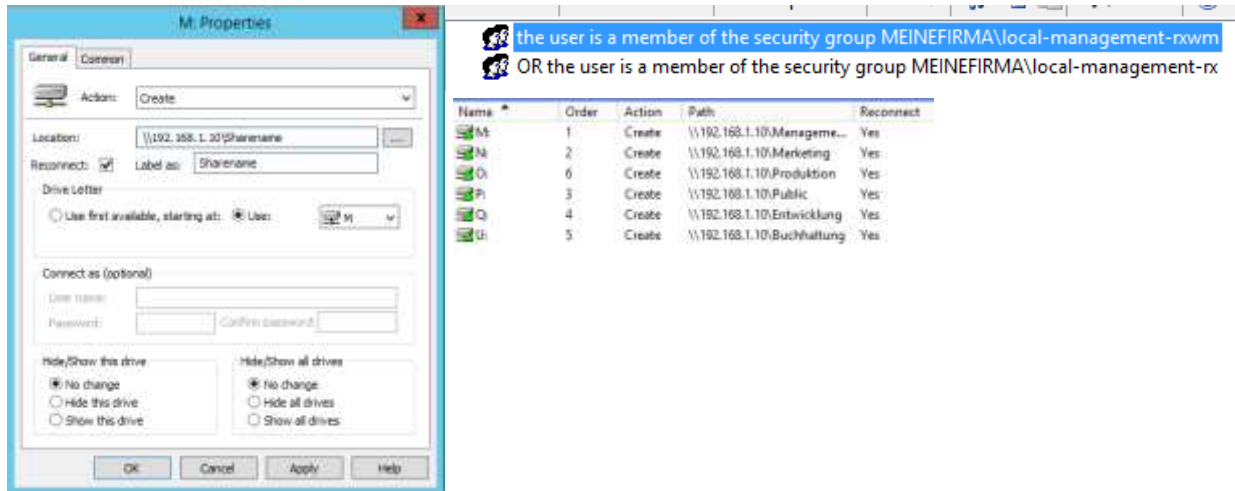 M: Properties
General Common
Action: Create
Location: \\192.168.1.10\Sharename ...
Reconnect: Label as: Sharename
Drive Letter
Use first available, starting at: Use: M
Connect as (optional)
User name:
Password: Confirm password:
Hide/Show this drive Hide/Show all drives
No change No change
Hide this drive Hide all drives
Show this drive Show all drives
OK Cancel Apply Help
the user is a member of the security group MEINEFIRMA\local-management-rxwm
OR the user is a member of the security group MEINEFIRMA\local-management-rx
Name Order Action Path Reconnect
M: 1 Create \\192.168.1.10\Manageme... Yes
N: 2 Create \\192.168.1.10\Marketing Yes
O: 6 Create \\192.168.1.10\Produktion Yes
P: 3 Create \\192.168.1.10\Public Yes
Q: 4 Create \\192.168.1.10\Entwicklung Yes
U: 5 Create \\192.168.1.10\Buchhaltung Yes